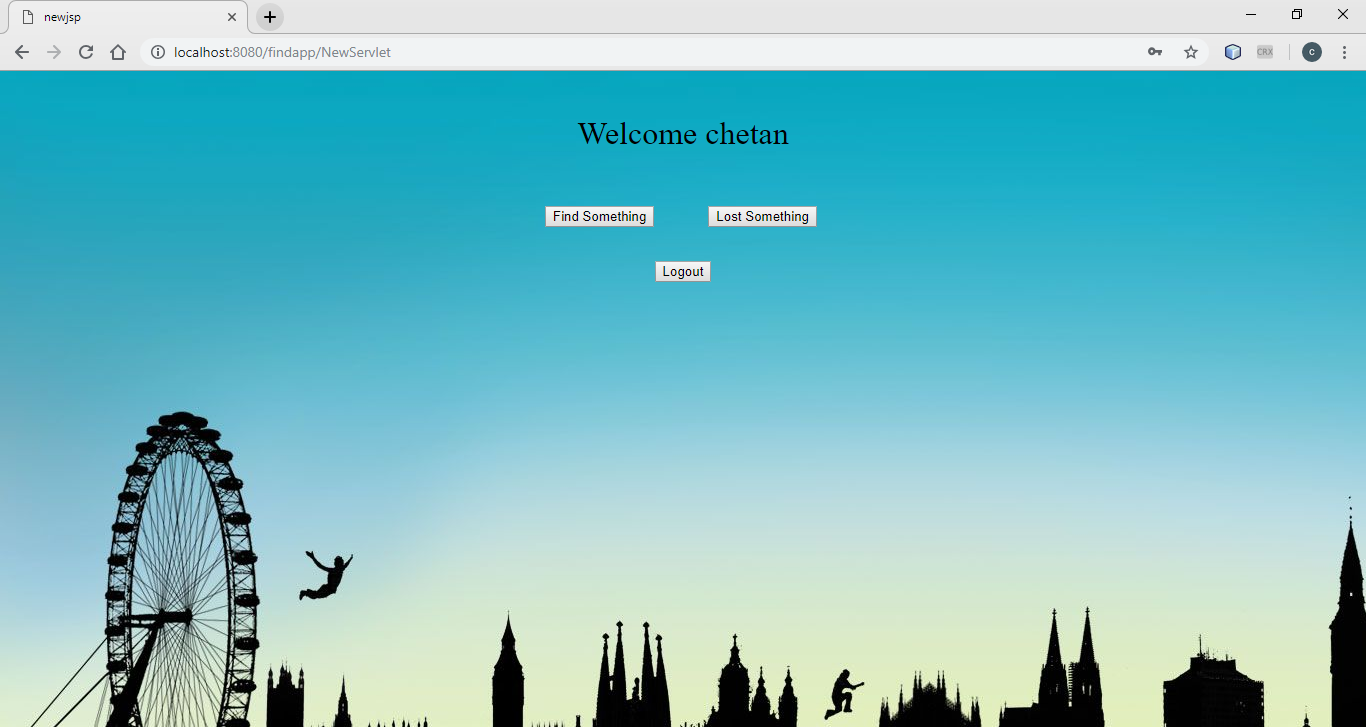 newjsp
localhost:8080/findapp/NewServlet
CRX
c
Welcome chetan
Find Something Lost Something
Logout